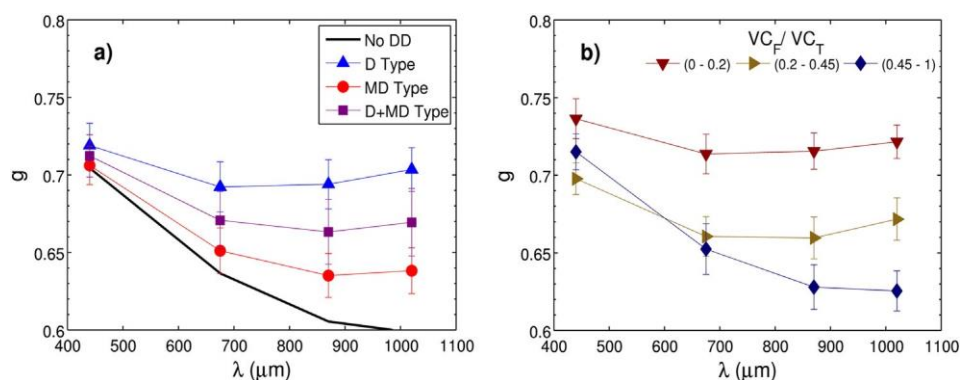 a)
No DD
D Type
MD Type
D+MD Type
0.8
0.75
0.7
0.65
0.6
g
400 500 600 700 800 900 1000 1100
λ (μm)
b)
VC_F/ VC_T
(0 - 0.2) (0.2 - 0.45) (0.45 - 1)
0.8
0.75
0.7
0.65
0.6
g
400 500 600 700 800 900 1000 1100
λ (μm)